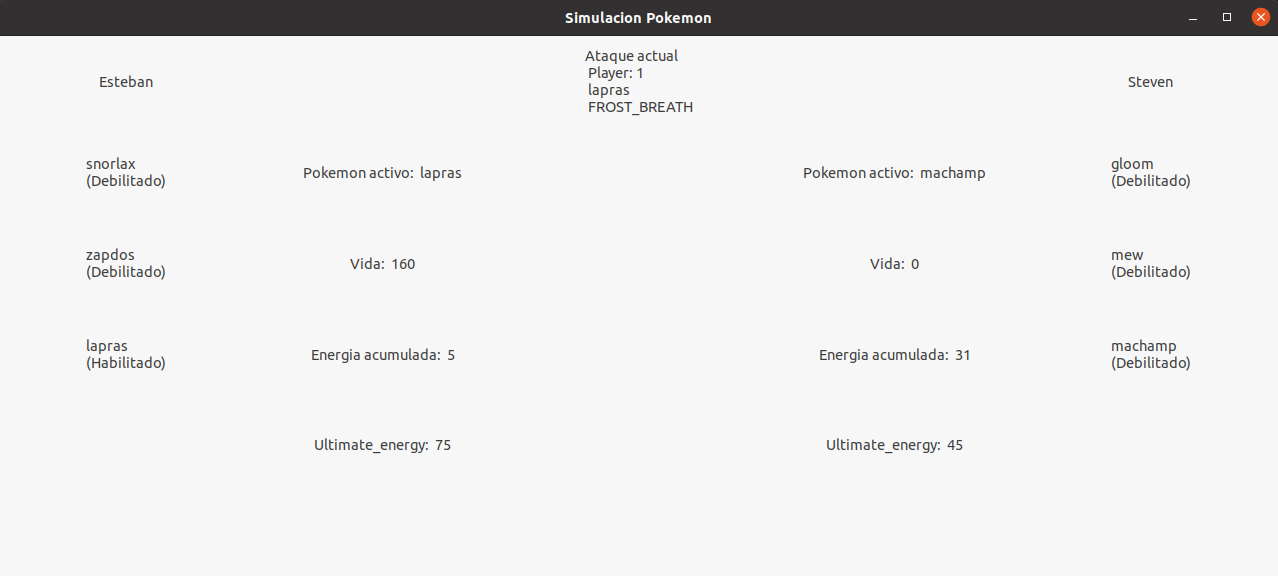 Simulacion Pokemon
Ataque actual
Player: 1
lapras
FROST_BREATH
Esteban
Steven
snorlax
(Debilitado)
Pokemon activo: lapras
Pokemon activo: machamp
gloom
(Debilitado)
zapdos
(Debilitado)
Vida: 160
Vida: 0
mew
(Debilitado)
lapras
(Habilitado)
Energia acumulada: 5
Energia acumulada: 31
machamp
(Debilitado)
Ultimate_energy: 75
Ultimate_energy: 45